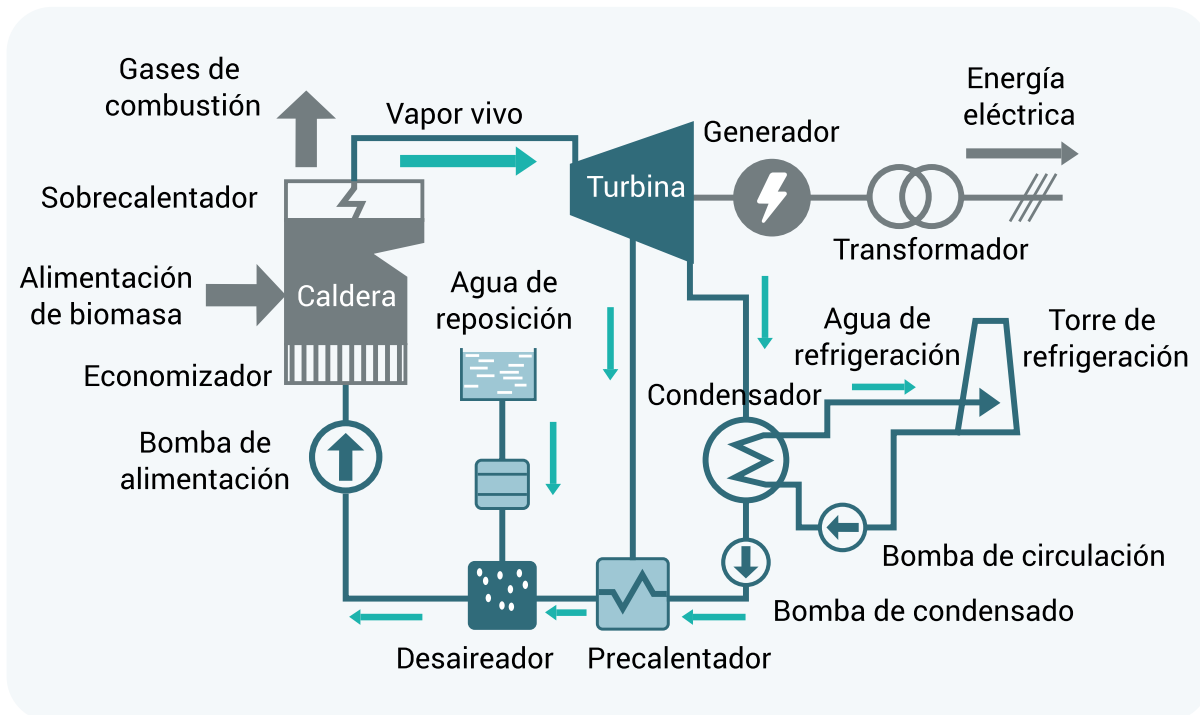 Gases de
combustión
Vapor vivo
Generador
Energía
eléctrica
Sobrecalentador
Turbina
Transformador
Alimentación
de biomasa
Caldera
Agua de
reposición
Agua de
refrigeración
Torre de
refrigeración
Economizador
Condensador
Bomba de
alimentación
Bomba de circulación
Bomba de condensado
Desaireador
Precalentador